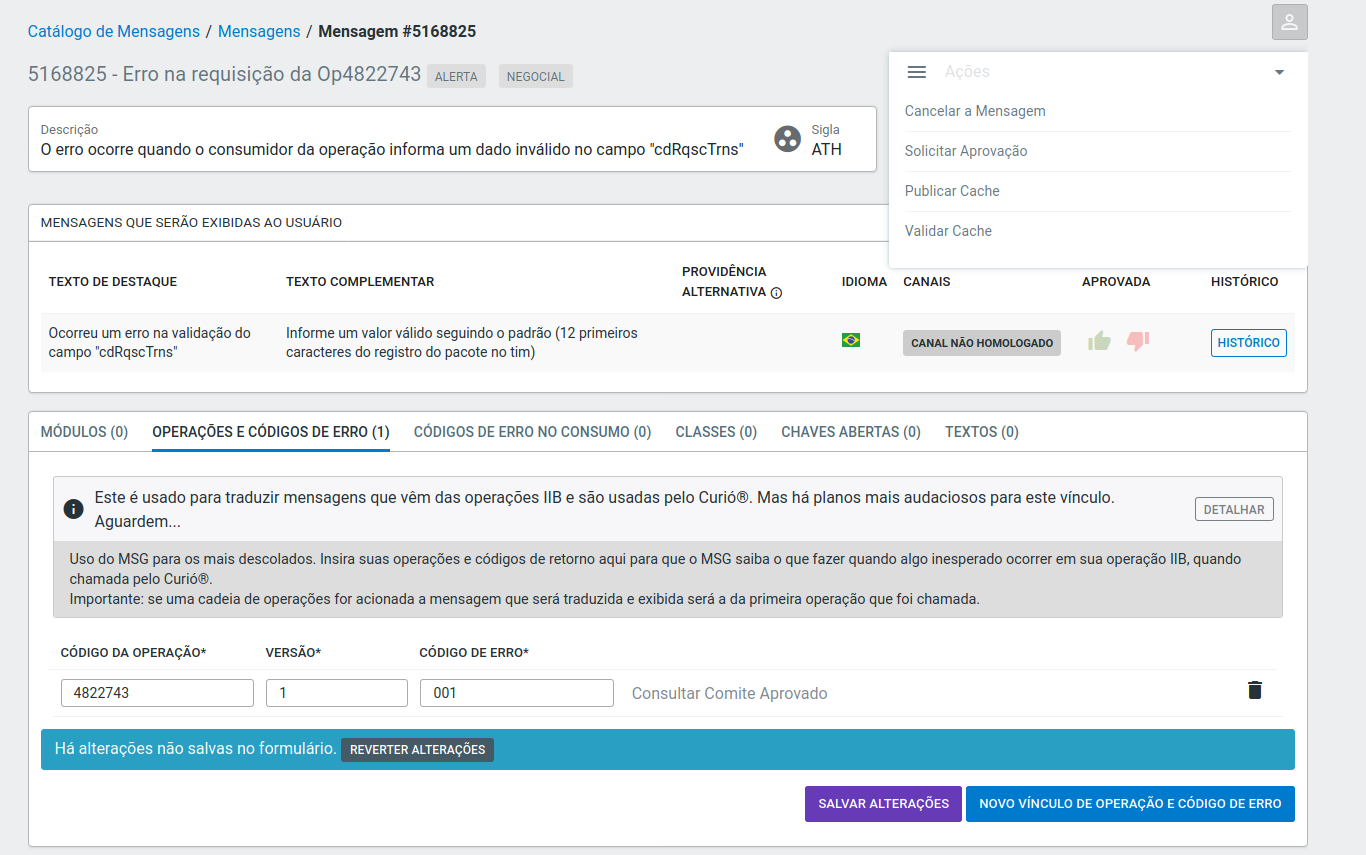 Catálogo de Mensagens / Mensagens / Mensagem #5168825
5168825 - Erro na requisição da Op4822743 ALERTA NEGOCIAL
Ações
Cancelar a Mensagem
Solicitar Aprovação
Publicar Cache
Validar Cache
Descrição
O erro ocorre quando o consumidor da operação informa um dado inválido no campo "cdRqscTrns"
Sigla
ATH
MENSAGENS QUE SERÃO EXIBIDAS AO USUÁRIO
TEXTO DE DESTAQUE
TEXTO COMPLEMENTAR
PROVIDÊNCIA
ALTERNATIVA
IDIOMA
CANAIS
APROVADA
HISTÓRICO
Ocorreu um erro na validação do
campo "cdRqscTrns"
Informe um valor válido seguindo o padrão (12 primeiros
caracteres do registro do pacote no tim)
CANAL NÃO HOMOLOGADO
HISTÓRICO
MÓDULOS (0) OPERAÇÕES E CÓDIGOS DE ERRO (1) CÓDIGOS DE ERRO NO CONSUMO (0) CLASSES (0) CHAVES ABERTAS (0) TEXTOS (0)
Este é usado para traduzir mensagens que vêm das operações IIB e são usadas pelo Curió®. Mas há planos mais audaciosos para este vínculo.
Aguardem...
DETALHAR
Uso do MSG para os mais descolados. Insira suas operações e códigos de retorno aqui para que o MSG saiba o que fazer quando algo inesperado ocorrer em sua operação IIB, quando
chamada pelo Curió®.
Importante: se uma cadeia de operações for acionada a mensagem que será traduzida e exibida será a da primeira operação que foi chamada.
CÓDIGO DA OPERAÇÃO* VERSÃO* CÓDIGO DE ERRO*
4822743 1 001 Consultar Comite Aprovado
Há alterações não salvas no formulário. REVERTER ALTERAÇÕES
SALVAR ALTERAÇÕES NOVO VÍNCULO DE OPERAÇÃO E CÓDIGO DE ERRO